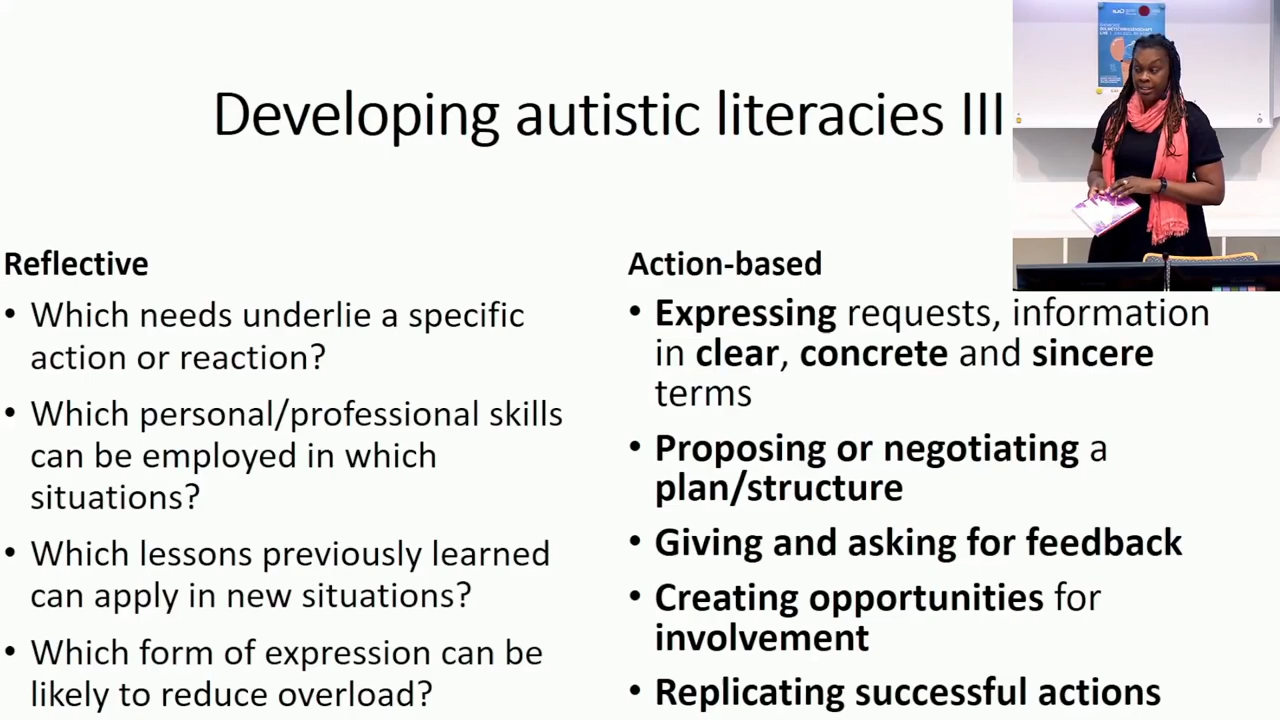 Developing autistic literacies III
Reflective
• Which needs underlie a specific
action or reaction?
• Which personal/professional skills
can be employed in which
situations?
• Which lessons previously learned
can apply in new situations?
• Which form of expression can be
likely to reduce overload?
Action-based
• Expressing requests, information
in clear, concrete and sincere
terms
• Proposing or negotiating a
plan/structure
• Giving and asking for feedback
• Creating opportunities for
involvement
• Replicating successful actions